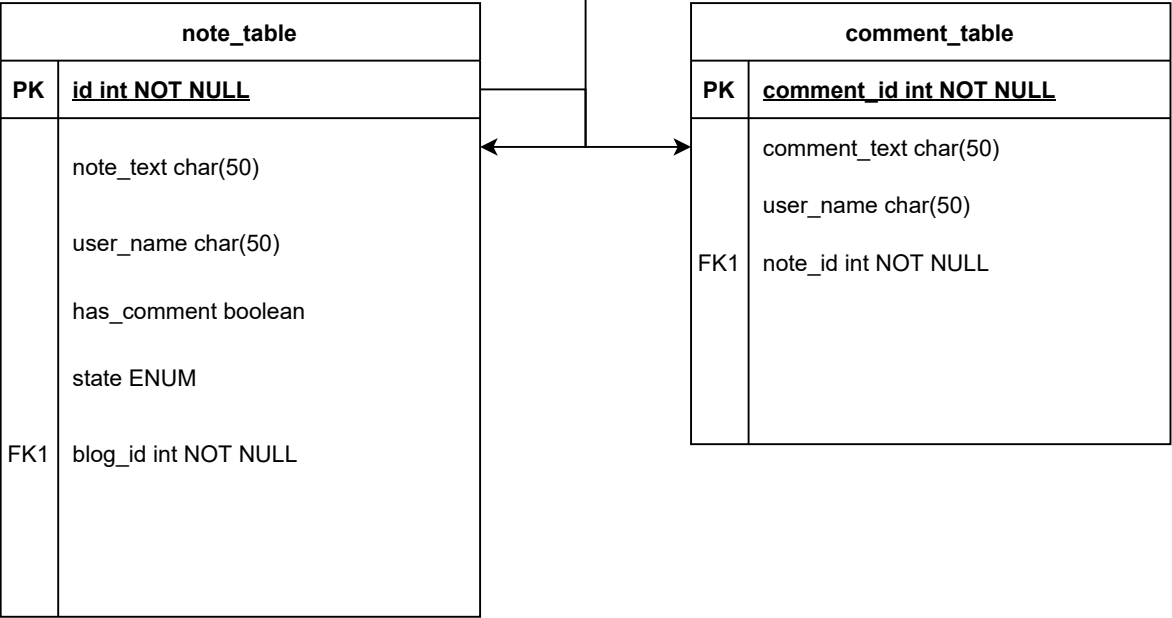 note_table
PK id int NOT NULL
note_text char(50)
user_name char(50)
has_comment boolean
state ENUM
FK1 blog_id int NOT NULL
comment_table
PK comment_id int NOT NULL
comment_text char(50)
user_name char(50)
FK1 note_id int NOT NULL